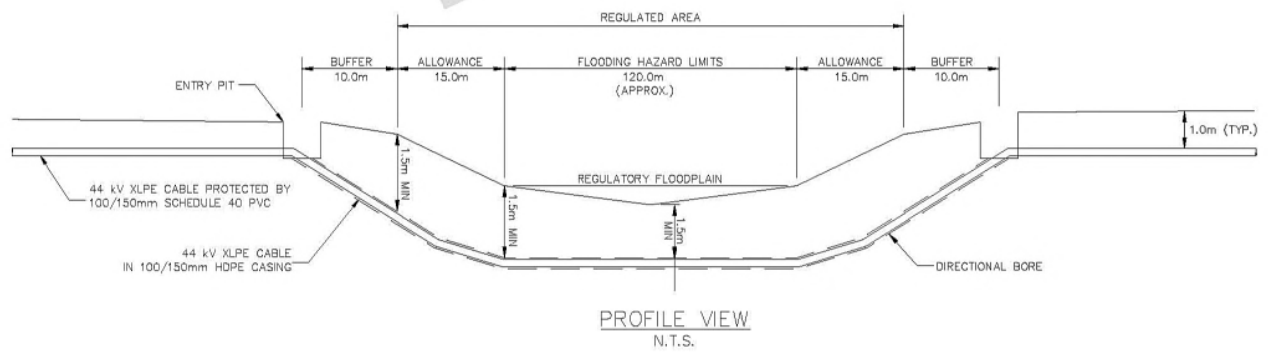 REGULATED AREA
BUFFER
10.0m
ALLOWANCE
15.0m
FLOODING HAZARD LIMITS
120.0m
(APPROX.)
ALLOWANCE
15.0m
BUFFER
10.0m
ENTRY PIT
1.0m (TYP.)
1.5m
MIN
REGULATORY FLOODPLAIN
44 kV XLPE CABLE PROTECTED BY
100/150mm SCHEDULE 40 PVC
1.5m
MIN
1.5m
MIN
44 kV XLPE CABLE
IN 100/150mm HDPE CASING
DIRECTIONAL BORE
PROFILE VIEW
N.T.S.